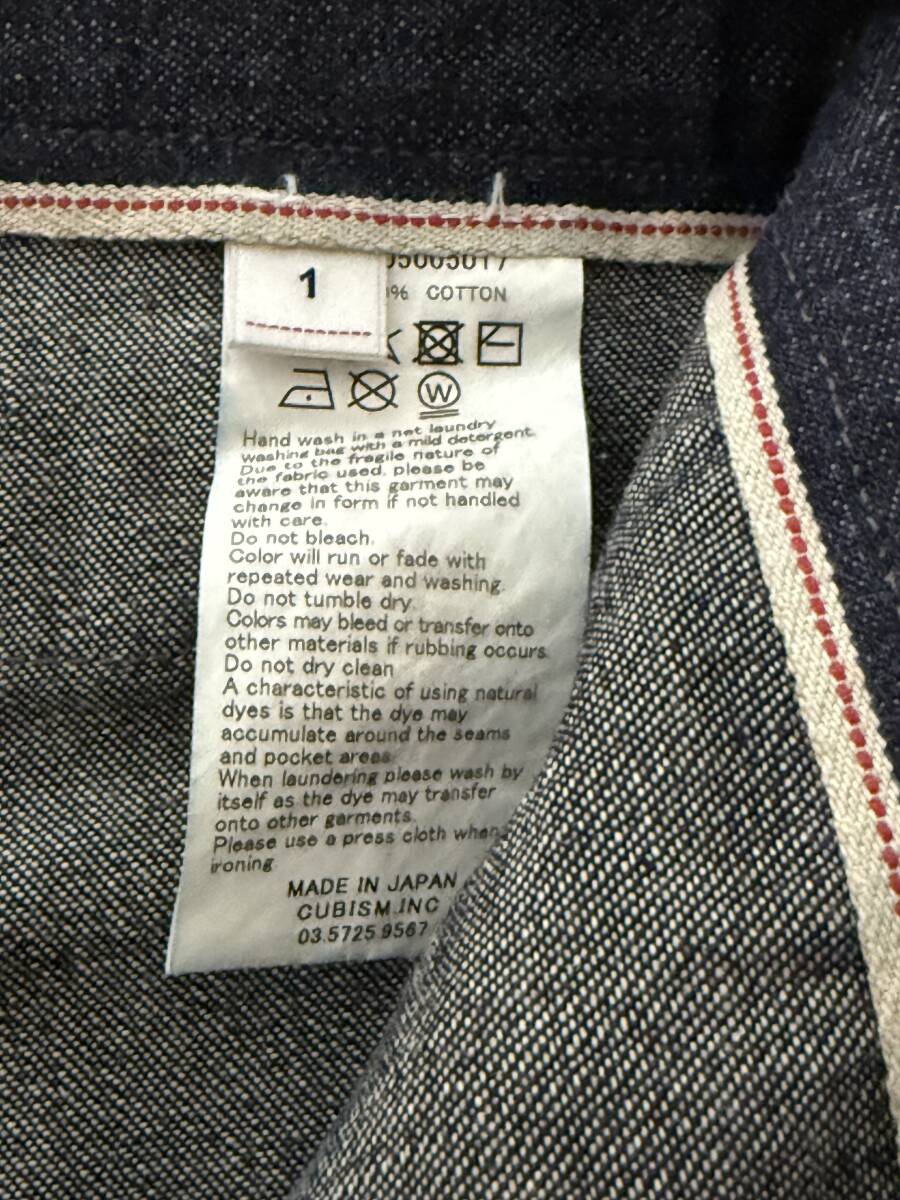 1
% COTTON
W
Hand wash in a net laundry
washing bag with a mild detergent.
Due to the fragile nature of
the fabric used, please be
aware that this garment may
change in form if not handled
with care.
Do not bleach.
Color will run or fade with
repeated wear and washing.
Do not tumble dry.
Colors may bleed or transfer onto
other materials if rubbing occurs.
Do not dry clean
A characteristic of using natural
dyes is that the dye may
accumulate around the seams
and pocket areas.
When laundering please wash by
itself as the dye may transfer
onto other garments.
Please use a press cloth when
ironing
MADE IN JAPAN
CUBISM.INC
03.5725 9567